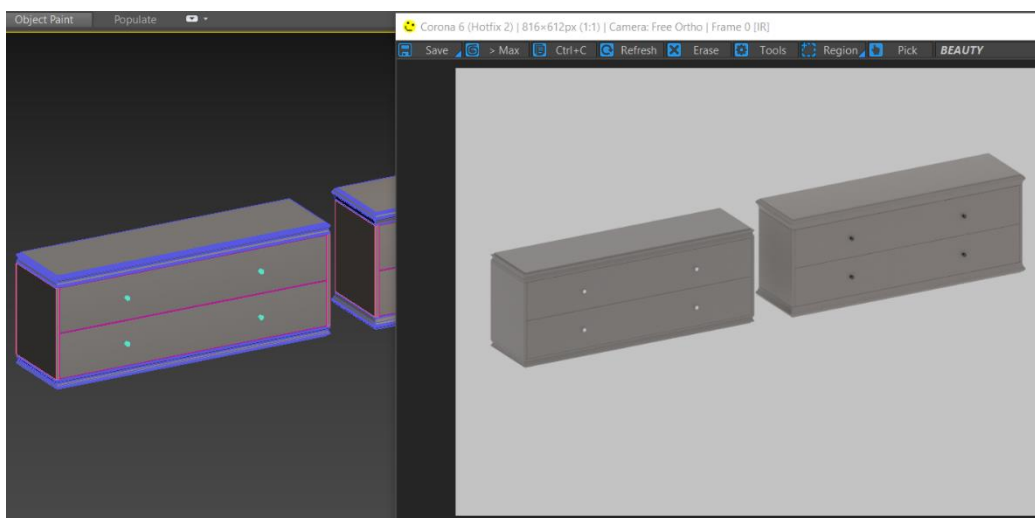 Object Paint Populate
Corona 6 (Hotfix 2) | 816×612px (1:1) | Camera: Free Ortho | Frame 0 [IR]
Save > Max Ctrl+C Refresh Erase Tools Region Pick BEAUTY